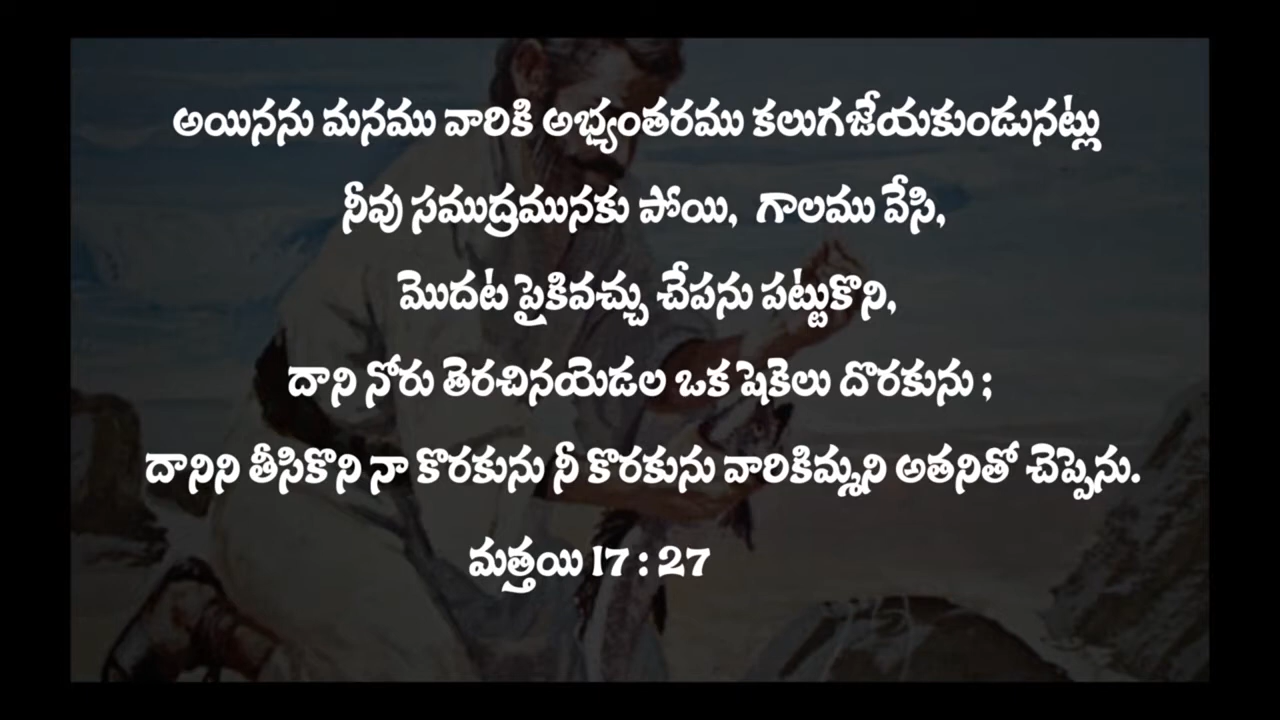 అయినను మనము వారికి అభ్యంతరము కలుగజేయకుండునట్లు
నీవు సముద్రమునకు పోయి, గాలము వేసి,
మొదట పైకివచ్చు చేపను పట్టుకొని,
దాని నోరు తెరచినయెడల ఒక షెకెలు దొరకును ;
దానిని తీసికొని నా కొరకును నీ కొరకును వారికిమ్మని అతనితో చెప్పెను.
మత్తయి 17 : 27